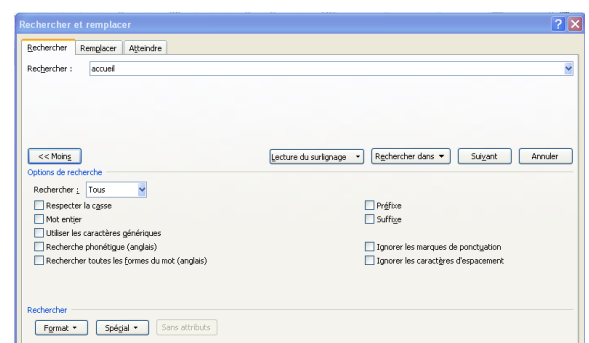 Rechercher et remplacer
Rechercher Remplacer Atteindre
Rechercher : accueil
<< Moins Lecture du surlignage Rechercher dans Suivant Annuler
Options de recherche
Rechercher : Tous
Respecter la casse Préfixe
Mot entier Suffixe
Utiliser les caractères génériques
Recherche phonétique (anglais) Ignorer les marques de ponctuation
Rechercher toutes les formes du mot (anglais) Ignorer les caractères d'espacement
Rechercher
Format Spécial Sans attributs